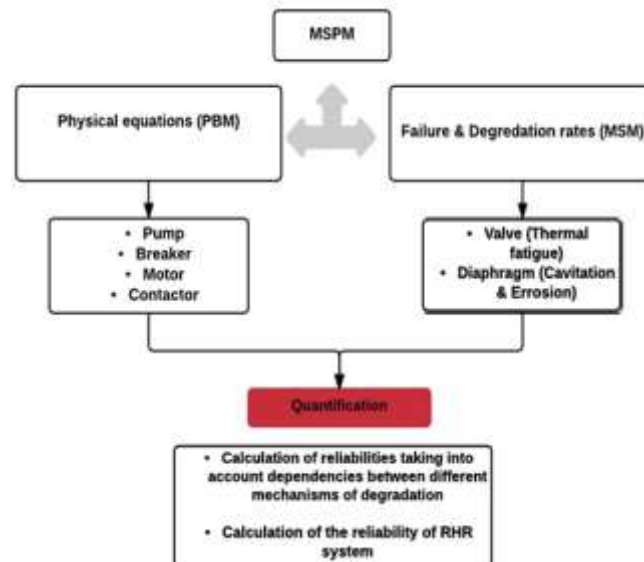 MSPM
Physical equations (PBM)
Failure & Degredation rates (MSM)
• Pump
• Breaker
• Motor
• Contactor
• Valve (Thermal
fatigue)
• Diaphragm (Cavitation
& Errosion)
Quantification
• Calculation of reliabilities taking into
account dependencies between different
mechanisms of degradation
• Calculation of the reliability of RHR
system